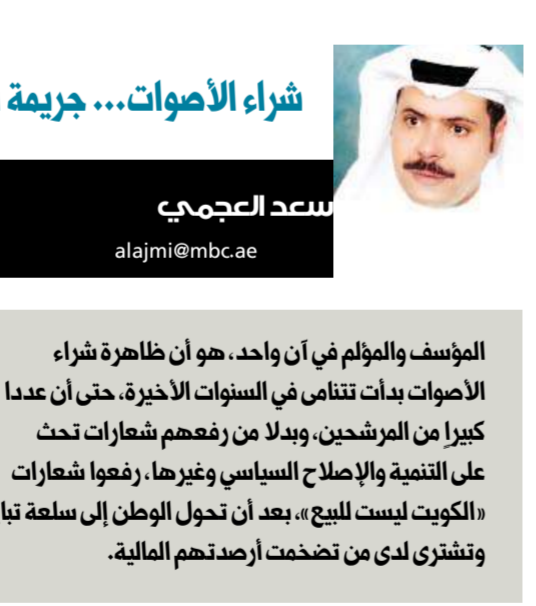 شراء الأصوات... جريمة
سعد العجمي
alajmi@mbc.ae
المؤسف والمؤلم في آن واحد، هو أن ظاهرة شراء
الأصوات بدأت تتنامى في السنوات الأخيرة، حتى أن عددا
كبيراِ من المرشحين، وبدلا من رفعهم شعارات تحث
على التنمية والإصلاح السياسي وغيرها، رفعوا شعارات
«الكويت ليست للبيع»، بعد أن تحول الوطن إلى سلعة تبا
وتشترى لدى من تضخمت أرصدتهم المالية.